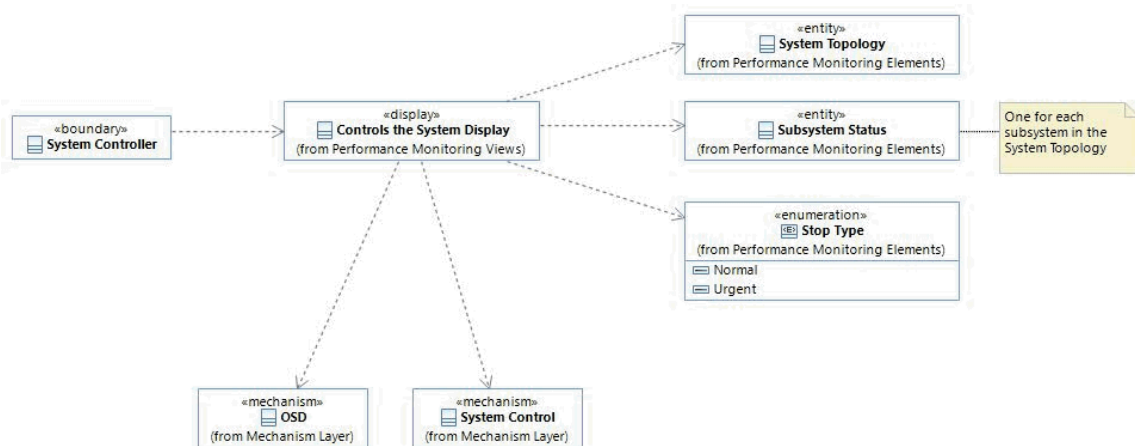 «boundary»
System Controller
«display»
Controls the System Display
(from Performance Monitoring Views)
«entity»
System Topology
(from Performance Monitoring Elements)
«entity»
Subsystem Status
(from Performance Monitoring Elements)
One for each
subsystem in the
System Topology
«enumeration»
Stop Type
(from Performance Monitoring Elements)
Normal
Urgent
«mechanism»
OSD
(from Mechanism Layer)
«mechanism»
System Control
(from Mechanism Layer)